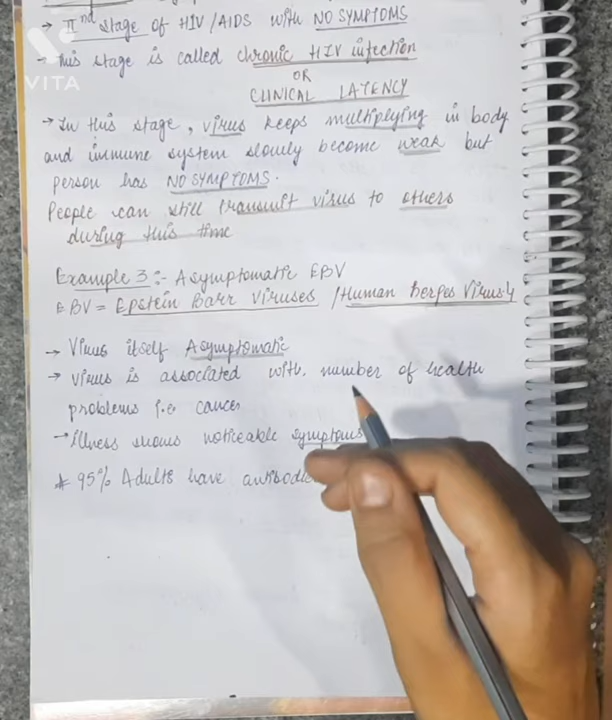 → IInd stage of HIV/AIDS with NO SYMPTOMS
- This stage is called chronic HIV infection
OR
CLINICAL LATENCY
→ In this stage, virus keeps multiplying in body
and immune system slowly become weak but
person has NO SYMPTOMS.
People can still transmit virus to others
during this time
Example 3:- Asymptomatic EBV
EBV = Epstein Barr Viruses / Human herpes Virus 4
→ Virus itself Asymptomatic
→ virus is associated with number of health
problems i.e cancer
→ illness shows noticeable symptoms
* 95% Adults have
VITA